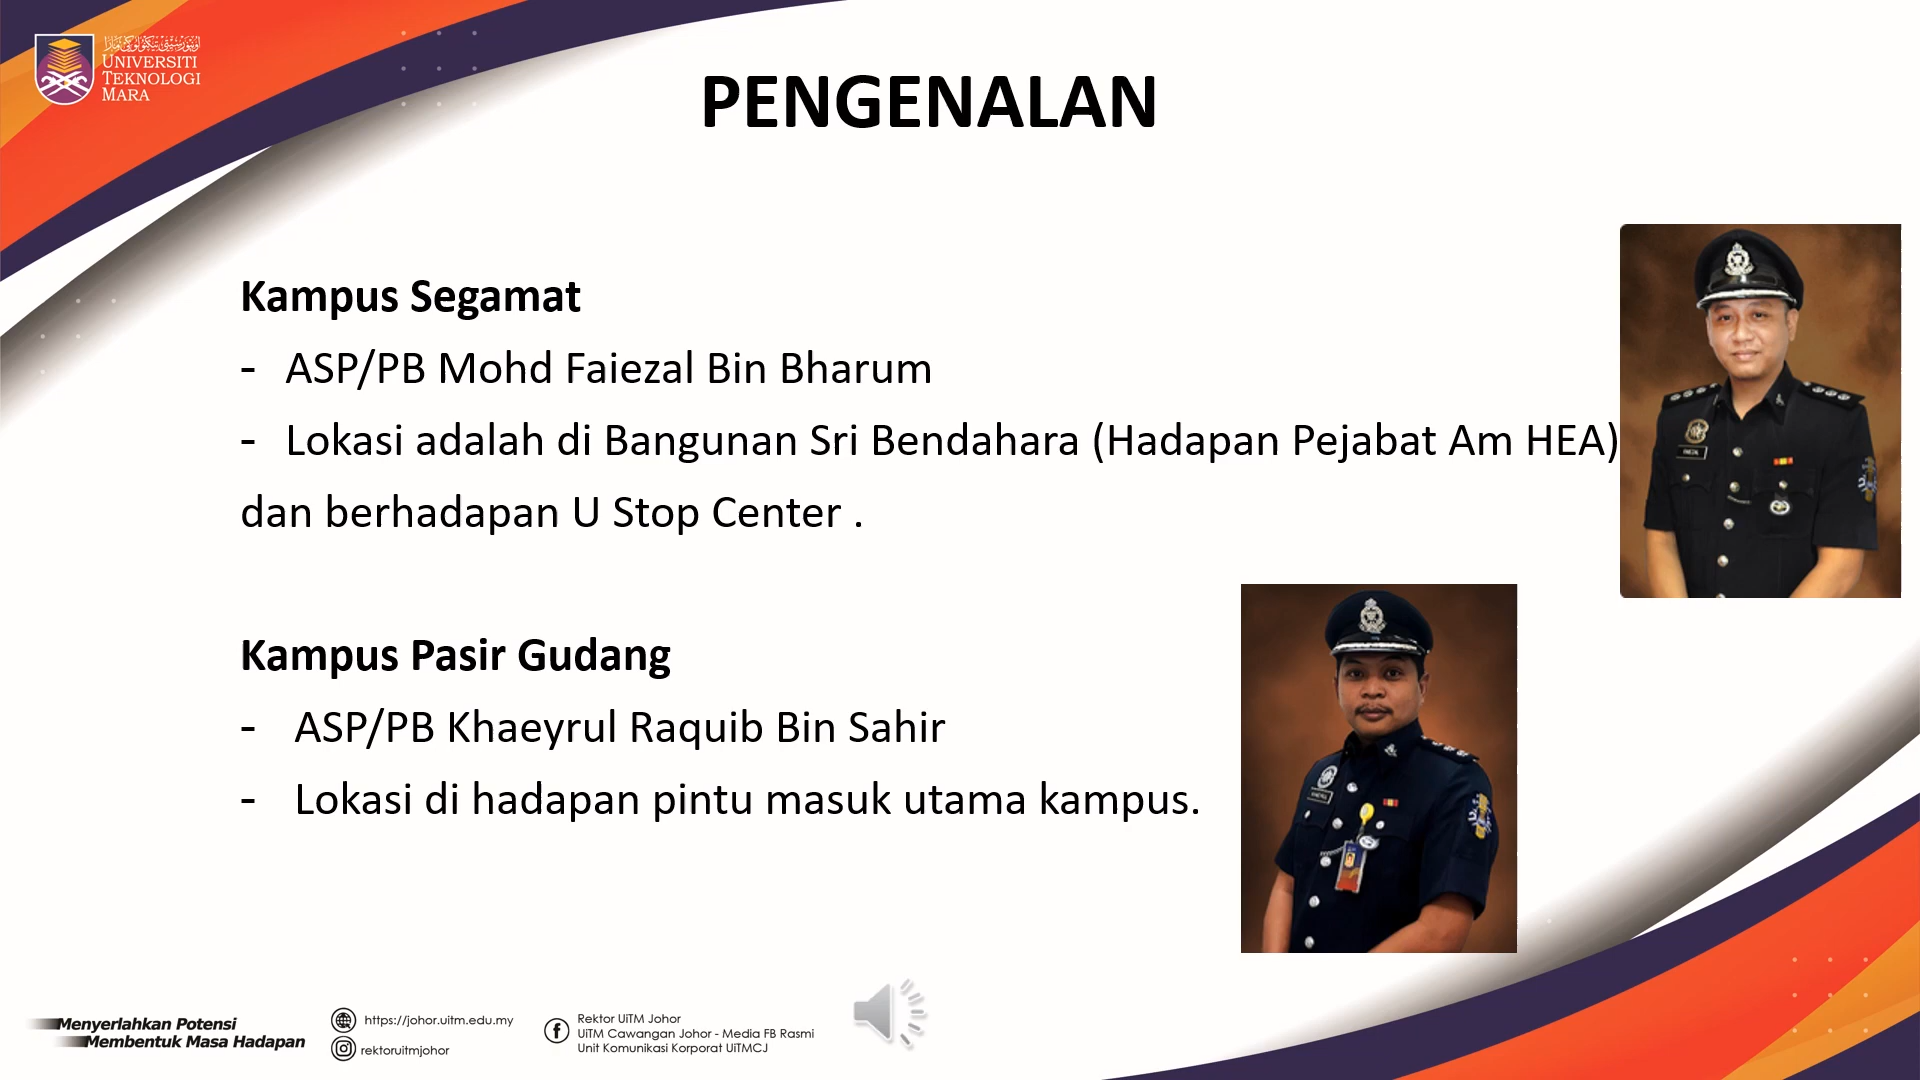 UNIVERSITI
TEKNOLOGI
MARA
PENGENALAN
Kampus Segamat
- ASP/PB Mohd Faiezal Bin Bharum
- Lokasi adalah di Bangunan Sri Bendahara (Hadapan Pejabat Am HEA)
dan berhadapan U Stop Center .
Kampus Pasir Gudang
- ASP/PB Khaeyrul Raquib Bin Sahir
- Lokasi di hadapan pintu masuk utama kampus.
Menyerlahkan Potensi
Membentuk Masa Hadapan
https://johor.uitm.edu.my
rektoruitmjohor
Rektor UiTM Johor
UiTM Cawangan Johor - Media FB Rasmi
Unit Komunikasi Korporat UiTMCJ